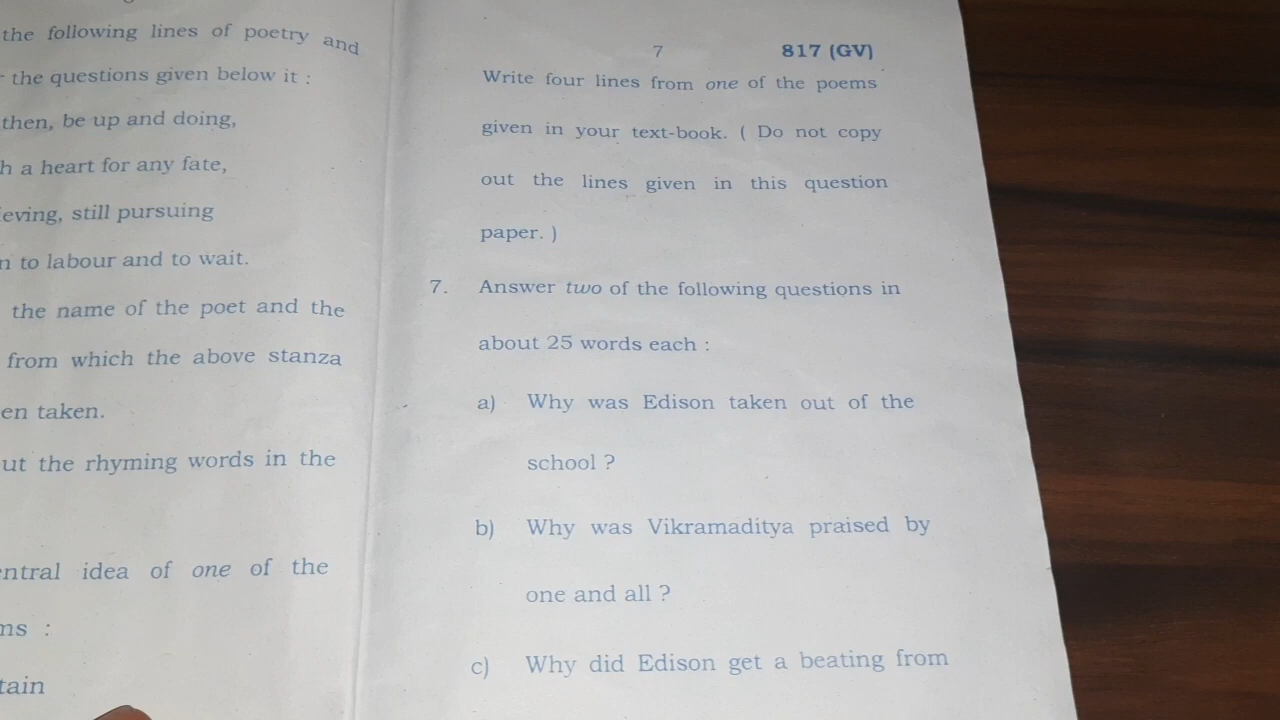 the following lines of poetry and
the questions given below it :
then, be up and doing,
h a heart for any fate,
eving, still pursuing
n to labour and to wait.
the name of the poet and the
from which the above stanza
en taken.
ut the rhyming words in the
entral idea of one of the
ms :
tain
7 817 (GV)
Write four lines from one of the poems
given in your text-book. ( Do not copy
out the lines given in this question
paper. )
7. Answer two of the following questions in
about 25 words each :
a) Why was Edison taken out of the
school ?
b) Why was Vikramaditya praised by
one and all ?
c) Why did Edison get a beating from